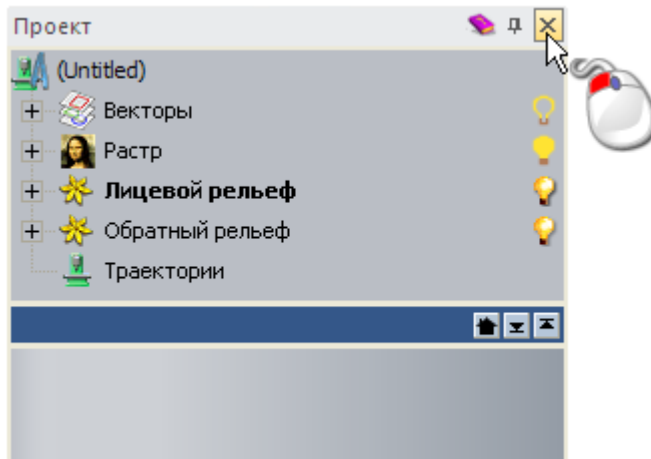 Проект
(Untitled)
Векторы
Растр
Лицевой рельеф
Обратный рельеф
Траектории